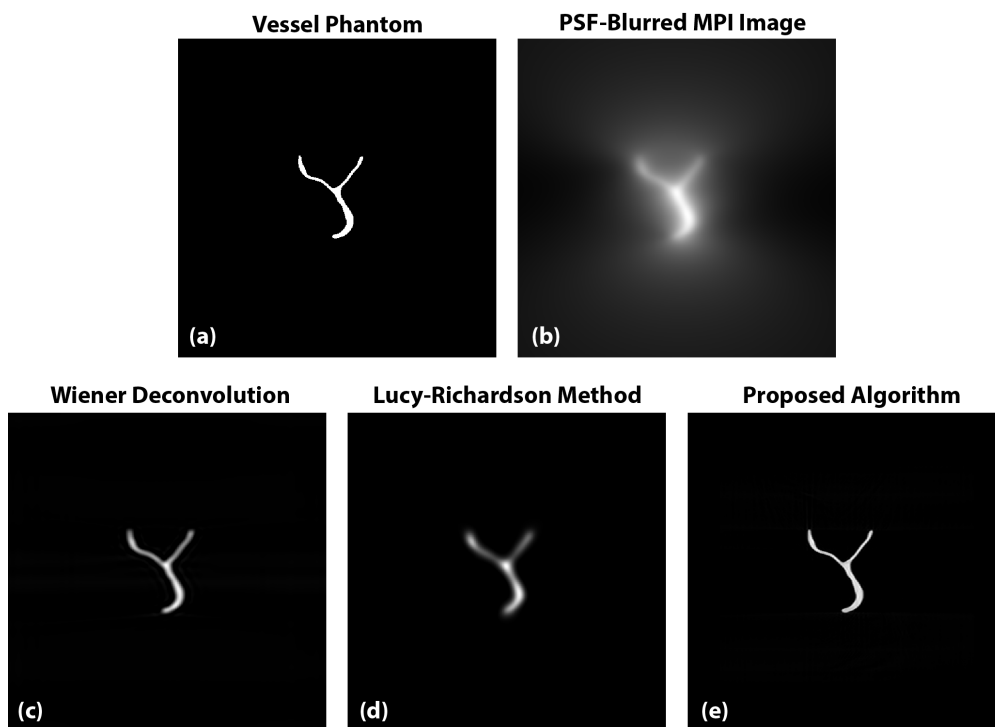 Vessel Phantom
PSF-Blurred MPI Image
(a)
(b)
Wiener Deconvolution
Lucy-Richardson Method
Proposed Algorithm
(c)
(d)
(e)